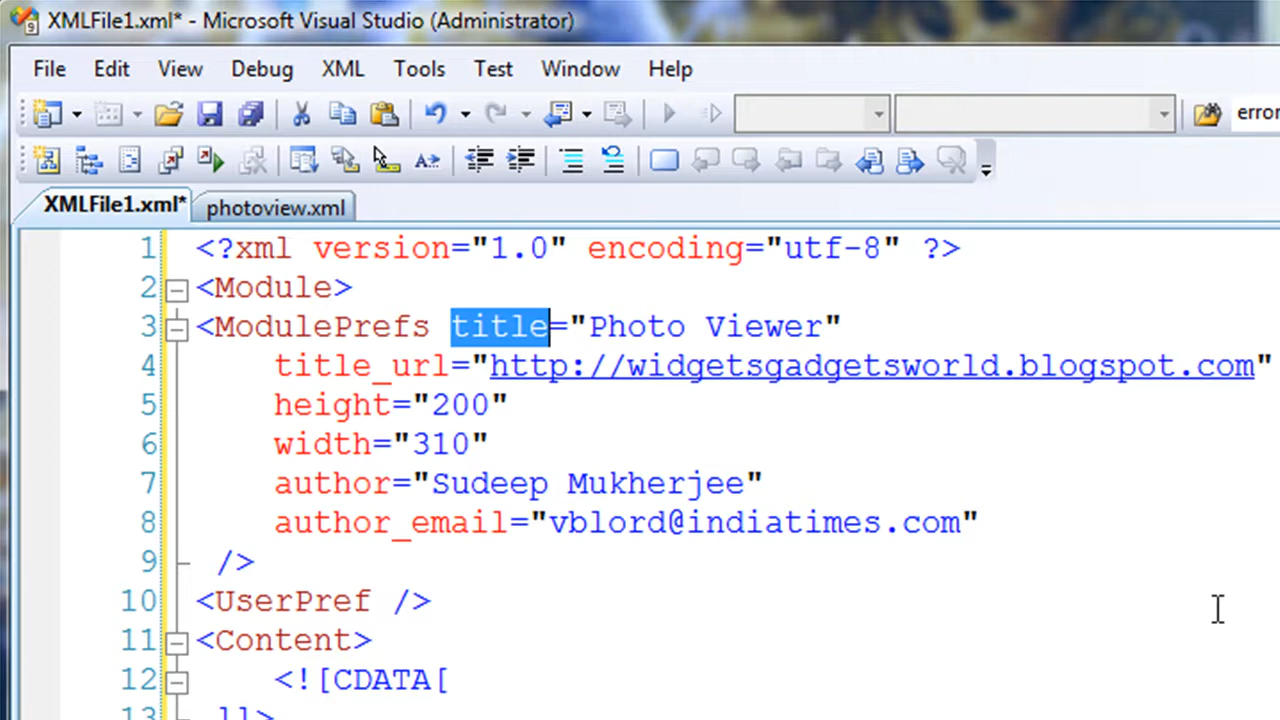 XMLFile1.xml* - Microsoft Visual Studio (Administrator)
File Edit View Debug XML Tools Test Window Help
error
XMLFile1.xml* photoview.xml
1 <?xml version="1.0" encoding="utf-8" ?>
2 <Module>
3 <ModulePrefs title="Photo Viewer"
4 title_url="http://widgetsgadgetsworld.blogspot.com"
5 height="200"
6 width="310"
7 author="Sudeep Mukherjee"
8 author_email="vblord@indiatimes.com"
9 />
10 <UserPref />
11 <Content>
12 <![CDATA[
13 ]]>